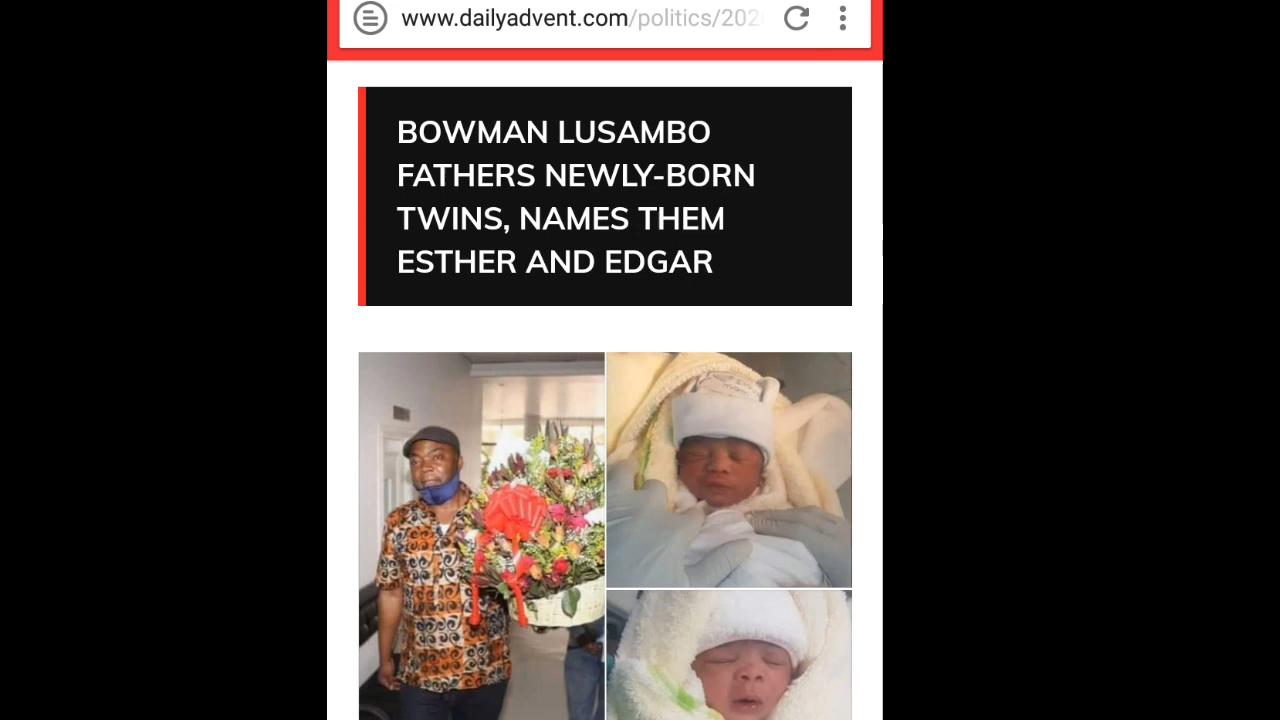 www.dailyadvent.com/politics/202
BOWMAN LUSAMBO
FATHERS NEWLY-BORN
TWINS, NAMES THEM
ESTHER AND EDGAR